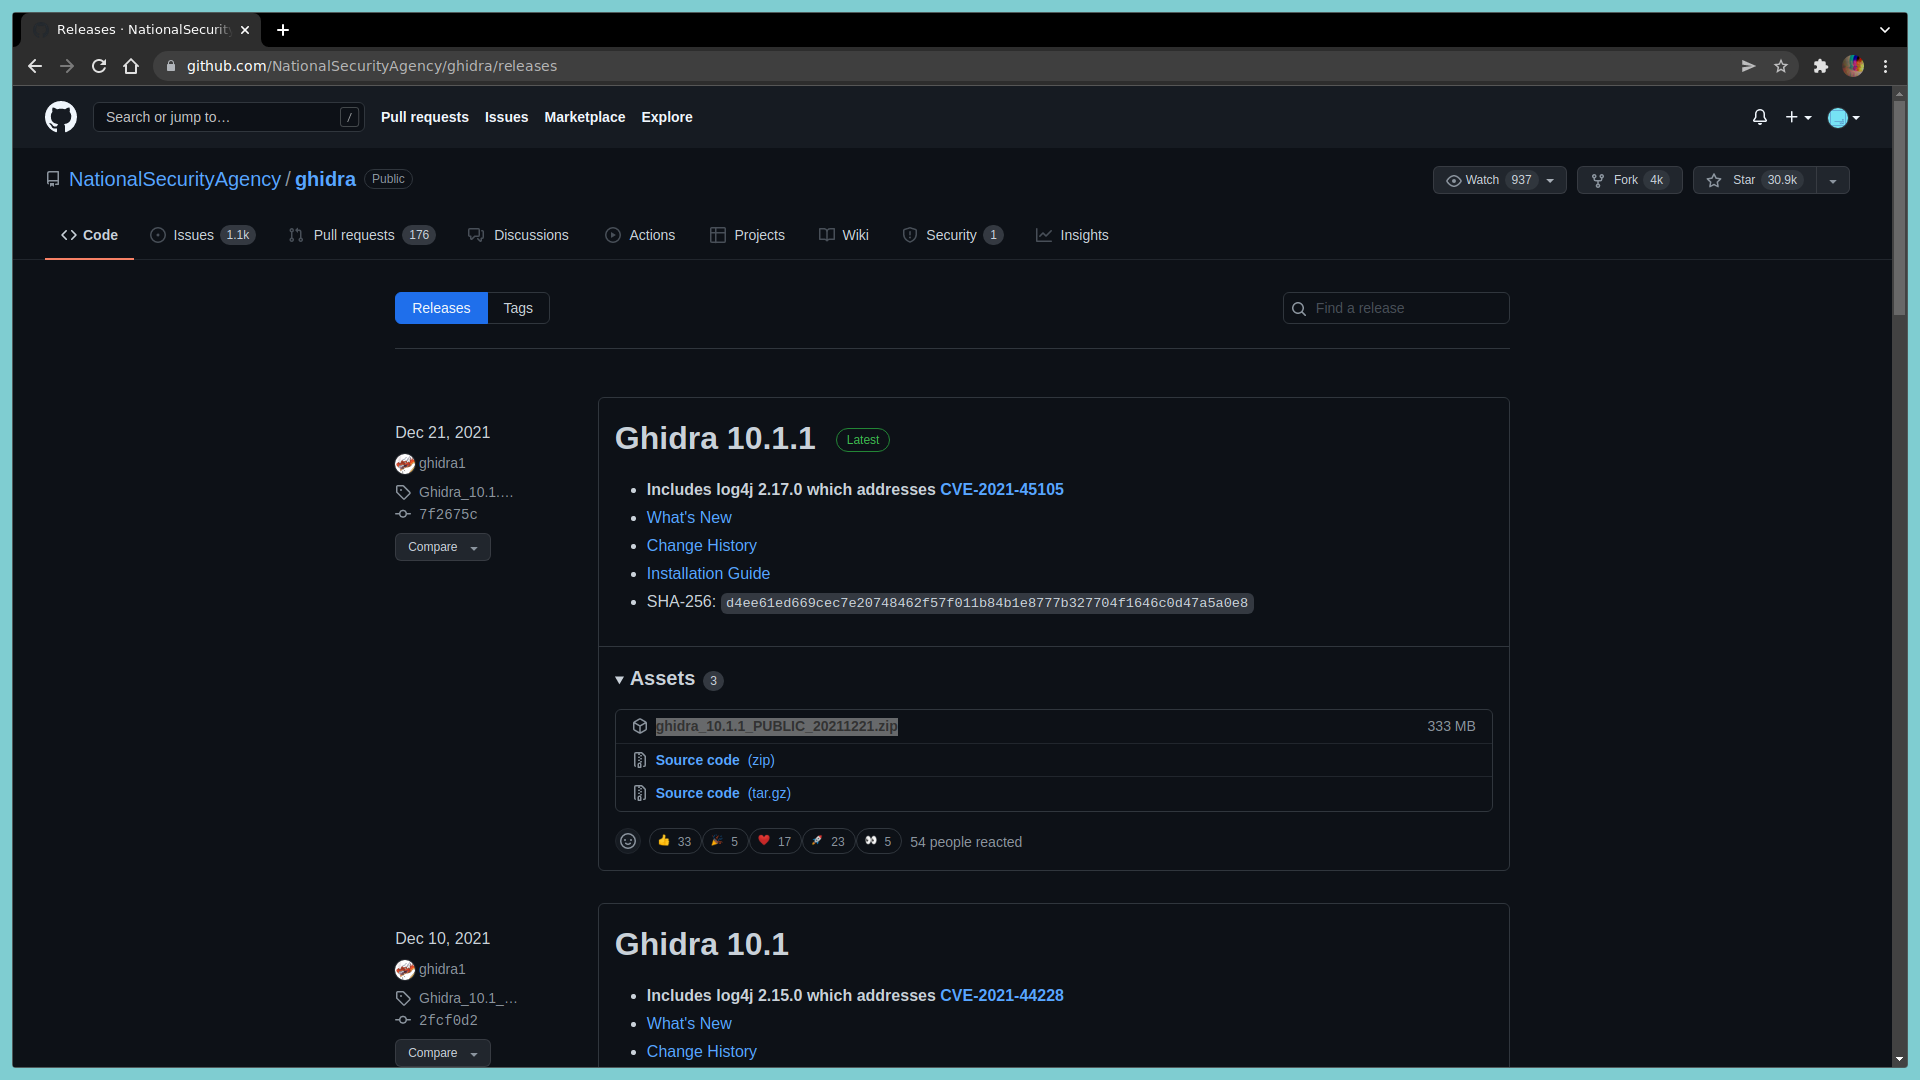 Releases · NationalSecurity
github.com/NationalSecurityAgency/ghidra/releases
Search or jump to… /
Pull requests Issues Marketplace Explore
NationalSecurityAgency / ghidra Public
Watch 937 Fork 4k Star 30.9k
Code Issues 1.1k Pull requests 176 Discussions Actions Projects Wiki Security 1 Insights
Releases Tags Find a release
Dec 21, 2021
ghidra1
Ghidra_10.1.…
7f2675c
Compare
Ghidra 10.1.1 Latest
• Includes log4j 2.17.0 which addresses CVE-2021-45105
• What's New
• Change History
• Installation Guide
• SHA-256: d4ee61ed669cec7e20748462f57f011b84b1e8777b327704f1646c0d47a5a0e8
Assets 3
ghidra_10.1.1_PUBLIC_20211221.zip 333 MB
Source code (zip)
Source code (tar.gz)
👍 33 🎉 5 ❤️ 17 🚀 23 👀 5 54 people reacted
Dec 10, 2021
ghidra1
Ghidra_10.1_…
2fcf0d2
Compare
Ghidra 10.1
• Includes log4j 2.15.0 which addresses CVE-2021-44228
• What's New
• Change History